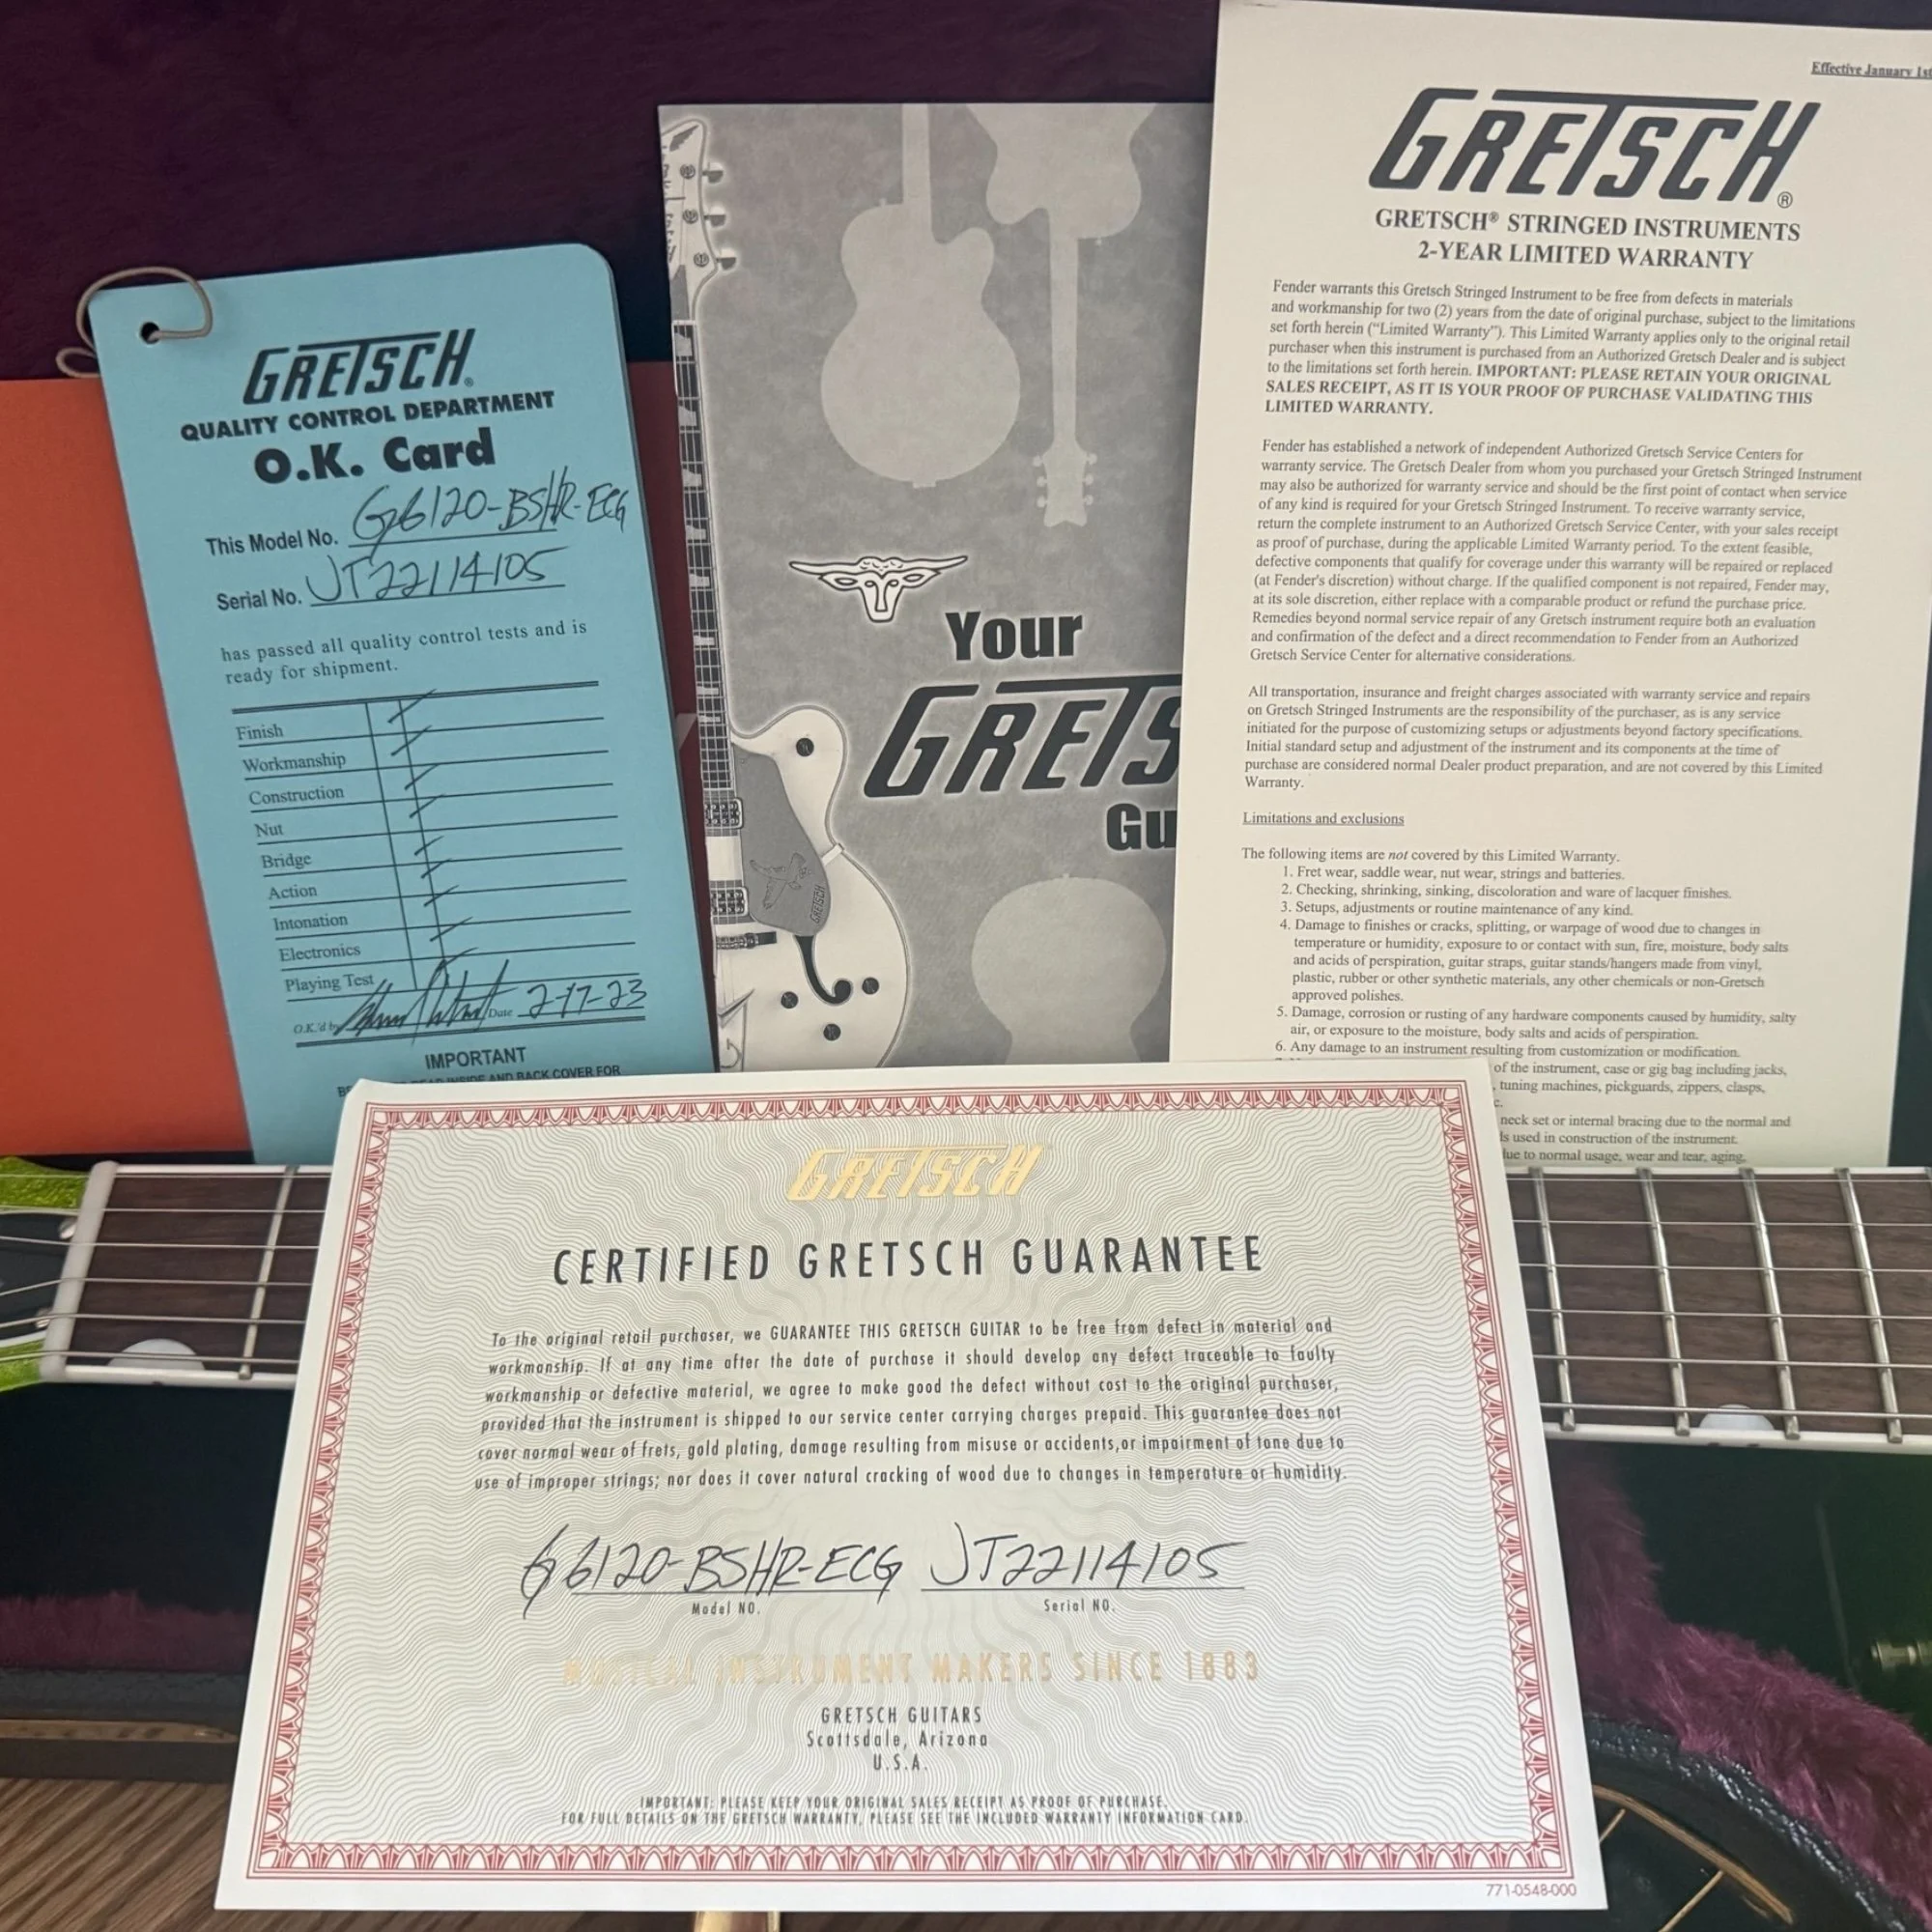 GRETSCH®
QUALITY CONTROL DEPARTMENT
O.K. Card
This Model No. G6120-BSHR-ECG
Serial No. JT22114105
has passed all quality control tests and is
ready for shipment.
Finish
Workmanship
Construction
Nut
Bridge
Action
Intonation
Electronics
Playing Test
O.K.'d by Date 2-17-23
IMPORTANT
INSIDE AND BACK COVER FOR
Your
GRETS
Gu
GRETSCH
Effective January 1st
GRETSCH®
GRETSCH® STRINGED INSTRUMENTS
2-YEAR LIMITED WARRANTY
Fender warrants this Gretsch Stringed Instrument to be free from defects in materials
and workmanship for two (2) years from the date of original purchase, subject to the limitations
set forth herein ("Limited Warranty"). This Limited Warranty applies only to the original retail
purchaser when this instrument is purchased from an Authorized Gretsch Dealer and is subject
to the limitations set forth herein. IMPORTANT: PLEASE RETAIN YOUR ORIGINAL
SALES RECEIPT, AS IT IS YOUR PROOF OF PURCHASE VALIDATING THIS
LIMITED WARRANTY.
Fender has established a network of independent Authorized Gretsch Service Centers for
warranty service. The Gretsch Dealer from whom you purchased your Gretsch Stringed Instrument
may also be authorized for warranty service and should be the first point of contact when service
of any kind is required for your Gretsch Stringed Instrument. To receive warranty service,
return the complete instrument to an Authorized Gretsch Service Center, with your sales receipt
as proof of purchase, during the applicable Limited Warranty period. To the extent feasible,
defective components that qualify for coverage under this warranty will be repaired or replaced
(at Fender's discretion) without charge. If the qualified component is not repaired, Fender may,
at its sole discretion, either replace with a comparable product or refund the purchase price.
Remedies beyond normal service repair of any Gretsch instrument require both an evaluation
and confirmation of the defect and a direct recommendation to Fender from an Authorized
Gretsch Service Center for alternative considerations.
All transportation, insurance and freight charges associated with warranty service and repairs
on Gretsch Stringed Instruments are the responsibility of the purchaser, as is any service
initiated for the purpose of customizing setups or adjustments beyond factory specifications.
Initial standard setup and adjustment of the instrument and its components at the time of
purchase are considered normal Dealer product preparation, and are not covered by this Limited
Warranty.
Limitations and exclusions
The following items are not covered by this Limited Warranty.
1. Fret wear, saddle wear, nut wear, strings and batteries.
2. Checking, shrinking, sinking, discoloration and ware of lacquer finishes.
3. Setups, adjustments or routine maintenance of any kind.
4. Damage to finishes or cracks, splitting, or warpage of wood due to changes in
temperature or humidity, exposure to or contact with sun, fire, moisture, body salts
and acids of perspiration, guitar straps, guitar stands/hangers made from vinyl,
plastic, rubber or other synthetic materials, any other chemicals or non-Gretsch
approved polishes.
5. Damage, corrosion or rusting of any hardware components caused by humidity, salty
air, or exposure to the moisture, body salts and acids of perspiration.
6. Any damage to an instrument resulting from customization or modification.
of the instrument, case or gig bag including jacks,
, tuning machines, pickguards, zippers, clasps,
c.
neck set or internal bracing due to the normal and
ls used in construction of the instrument.
due to normal usage, wear and tear, aging,
GRETSCH
CERTIFIED GRETSCH GUARANTEE
To the original retail purchaser, we GUARANTEE THIS GRETSCH GUITAR to be free from defect in material and
workmanship. If at any time after the date of purchase it should develop any defect traceable to faulty
workmanship or defective material, we agree to make good the defect without cost to the original purchaser,
provided that the instrument is shipped to our service center carrying charges prepaid. This guarantee does not
cover normal wear of frets, gold plating, damage resulting from misuse or accidents,or impairment of tone due to
use of improper strings; nor does it cover natural cracking of wood due to changes in temperature or humidity.
G6120-BSHR-ECG JT22114105
Model NO. Serial NO.
MUSICAL INSTRUMENT MAKERS SINCE 1883
GRETSCH GUITARS
Scottsdale, Arizona
U.S.A.
IMPORTANT: PLEASE KEEP YOUR ORIGINAL SALES RECEIPT AS PROOF OF PURCHASE.
FOR FULL DETAILS ON THE GRETSCH WARRANTY, PLEASE SEE THE INCLUDED WARRANTY INFORMATION CARD.
771-0548-000